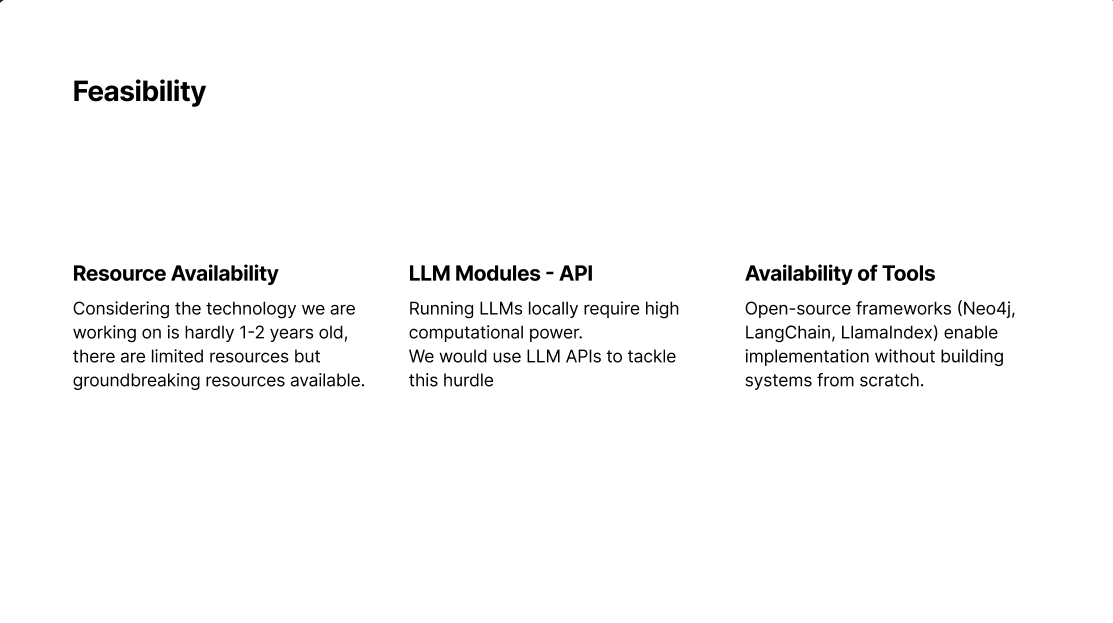 Feasibility
Resource Availability
Considering the technology we are
working on is hardly 1-2 years old,
there are limited resources but
groundbreaking resources available.
LLM Modules - API
Running LLMs locally require high
computational power.
We would use LLM APIs to tackle
this hurdle
Availability of Tools
Open-source frameworks (Neo4j,
LangChain, LlamaIndex) enable
implementation without building
systems from scratch.